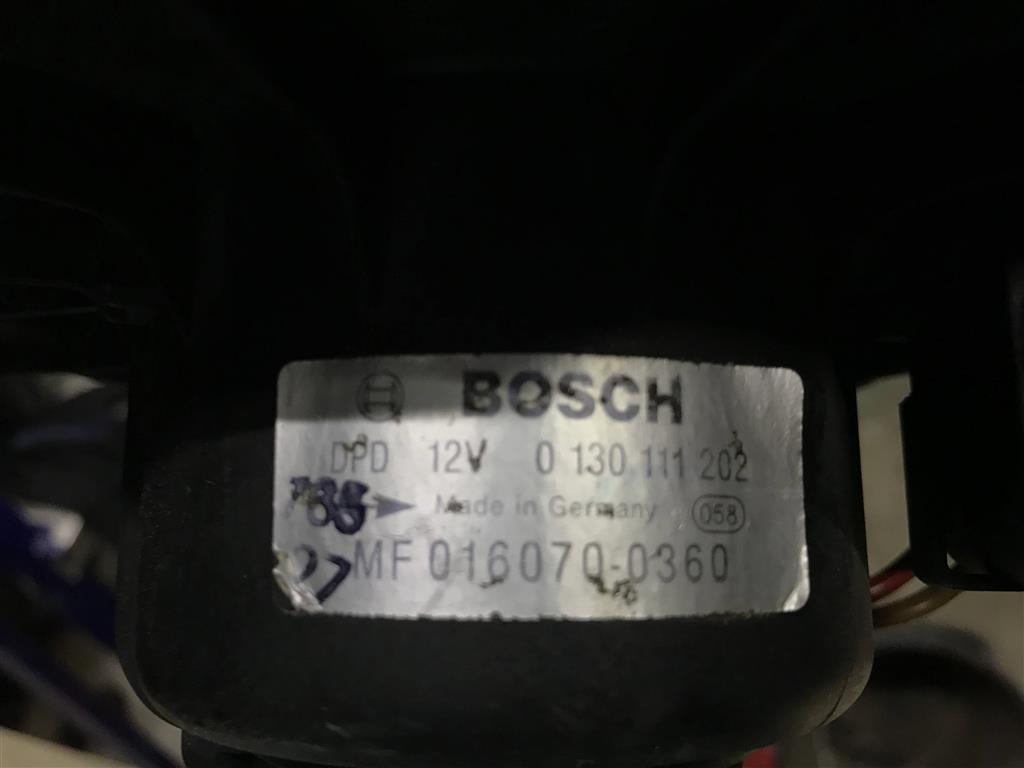 BOSCH
DPD 12V 0 130 111 202
Made in Germany 058
MF 016070-0360